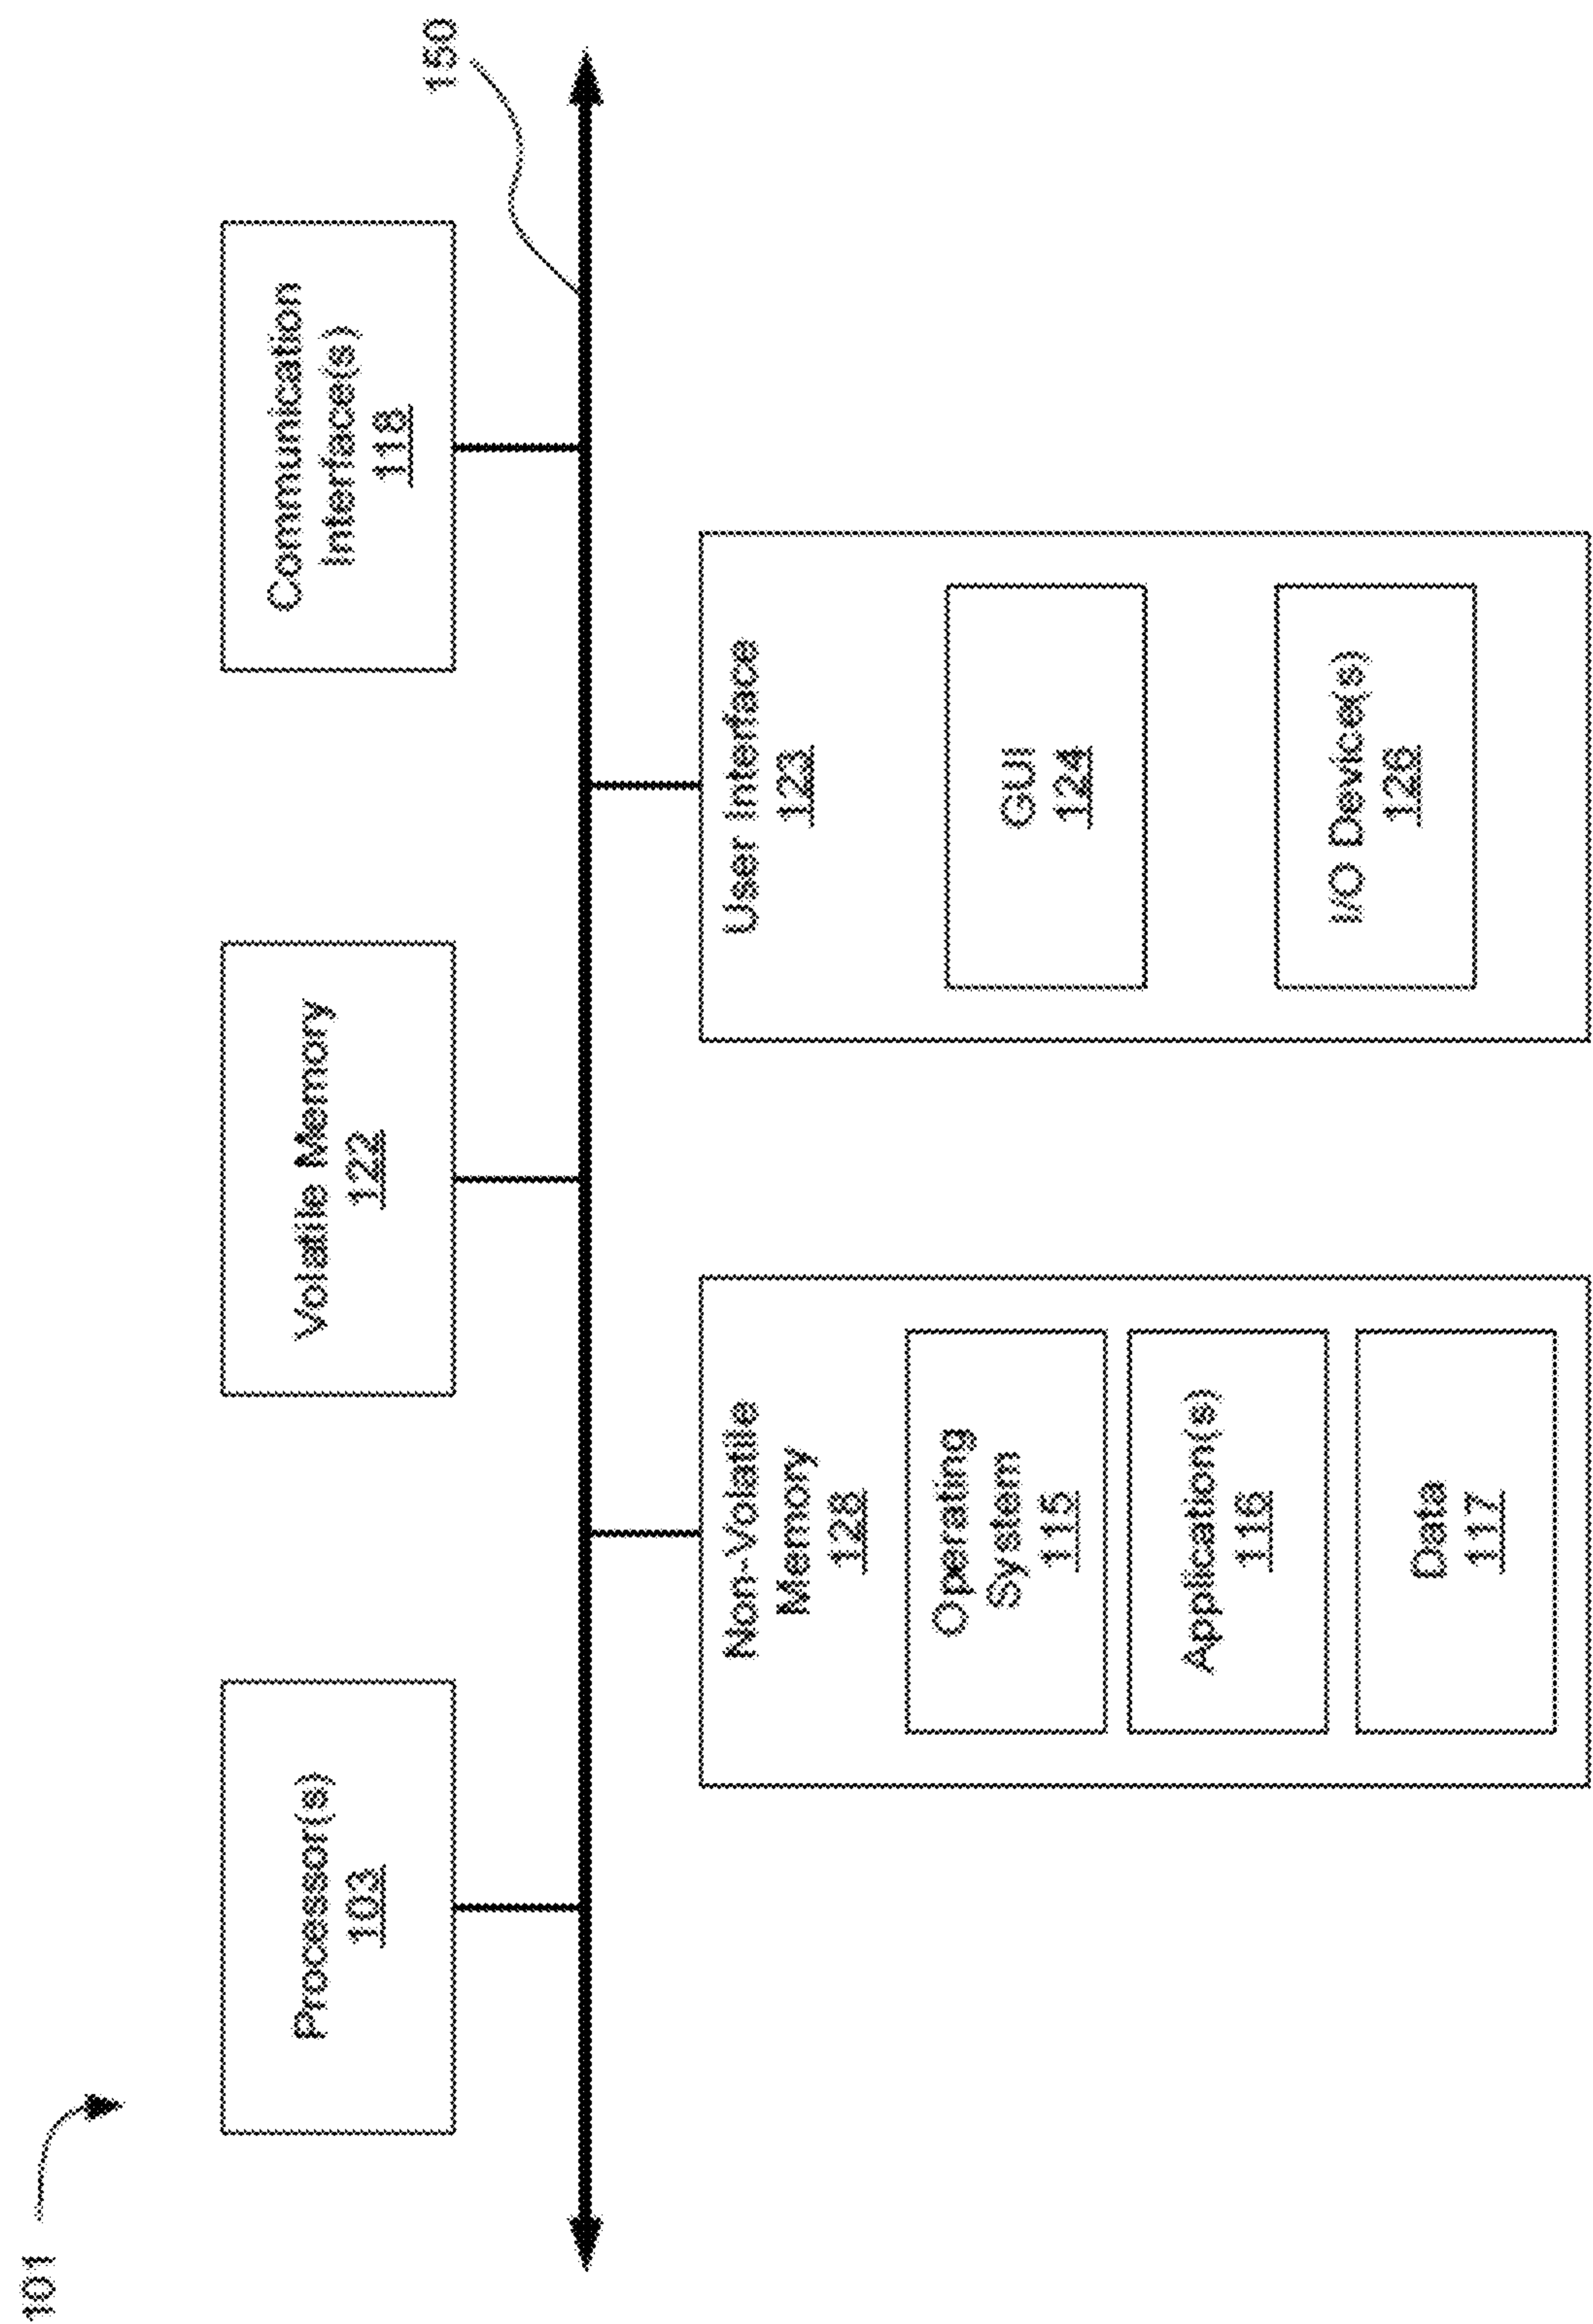 101
Processor(s)
103
Volatile Memory
122
Communication
Interface(s)
118
150
Non-Volatile
Memory
128
Operating
System
115
Application(s)
116
Data
117
User Interface
123
GUI
124
I/O Device(s)
126